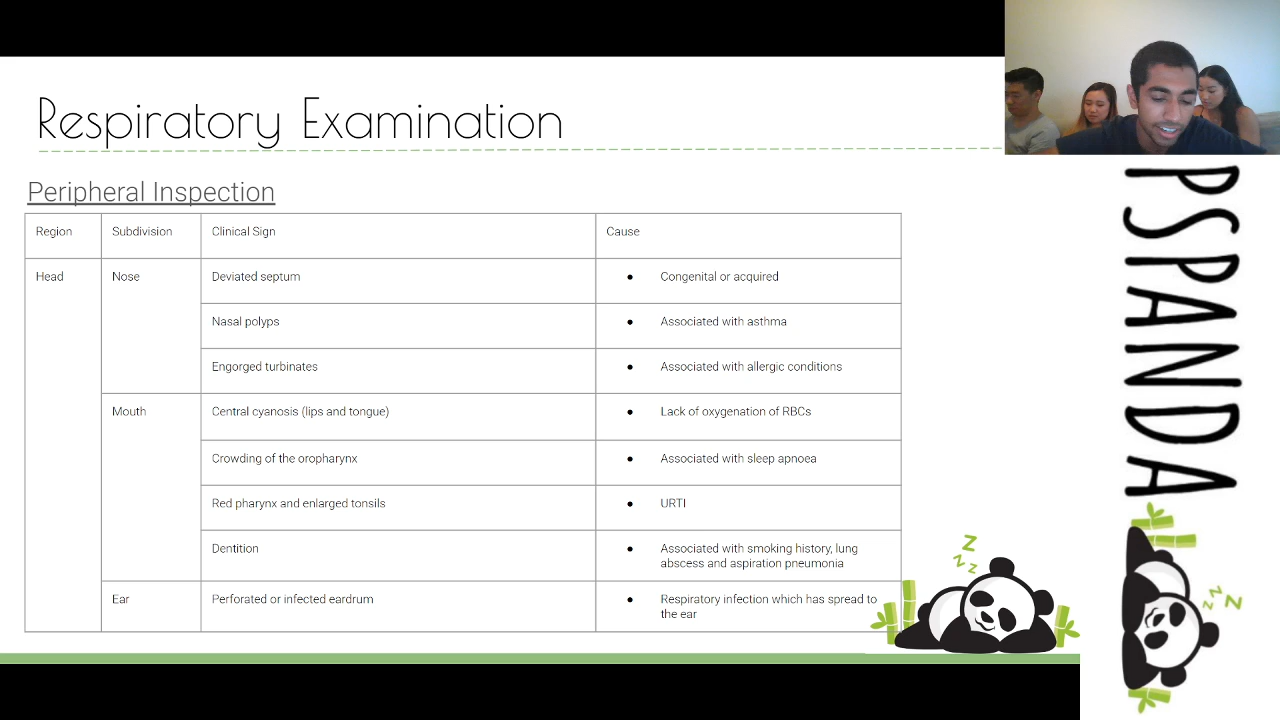 Respiratory Examination
Peripheral Inspection
Region Subdivision Clinical Sign Cause
Head Nose Deviated septum ● Congenital or acquired
Nasal polyps ● Associated with asthma
Engorged turbinates ● Associated with allergic conditions
Mouth Central cyanosis (lips and tongue) ● Lack of oxygenation of RBCs
Crowding of the oropharynx ● Associated with sleep apnoea
Red pharynx and enlarged tonsils ● URTI
Dentition ● Associated with smoking history, lung
abscess and aspiration pneumonia
Ear Perforated or infected eardrum ● Respiratory infection which has spread to
the ear
PSPANDA
Z
Z
Z
Z
Z
Z